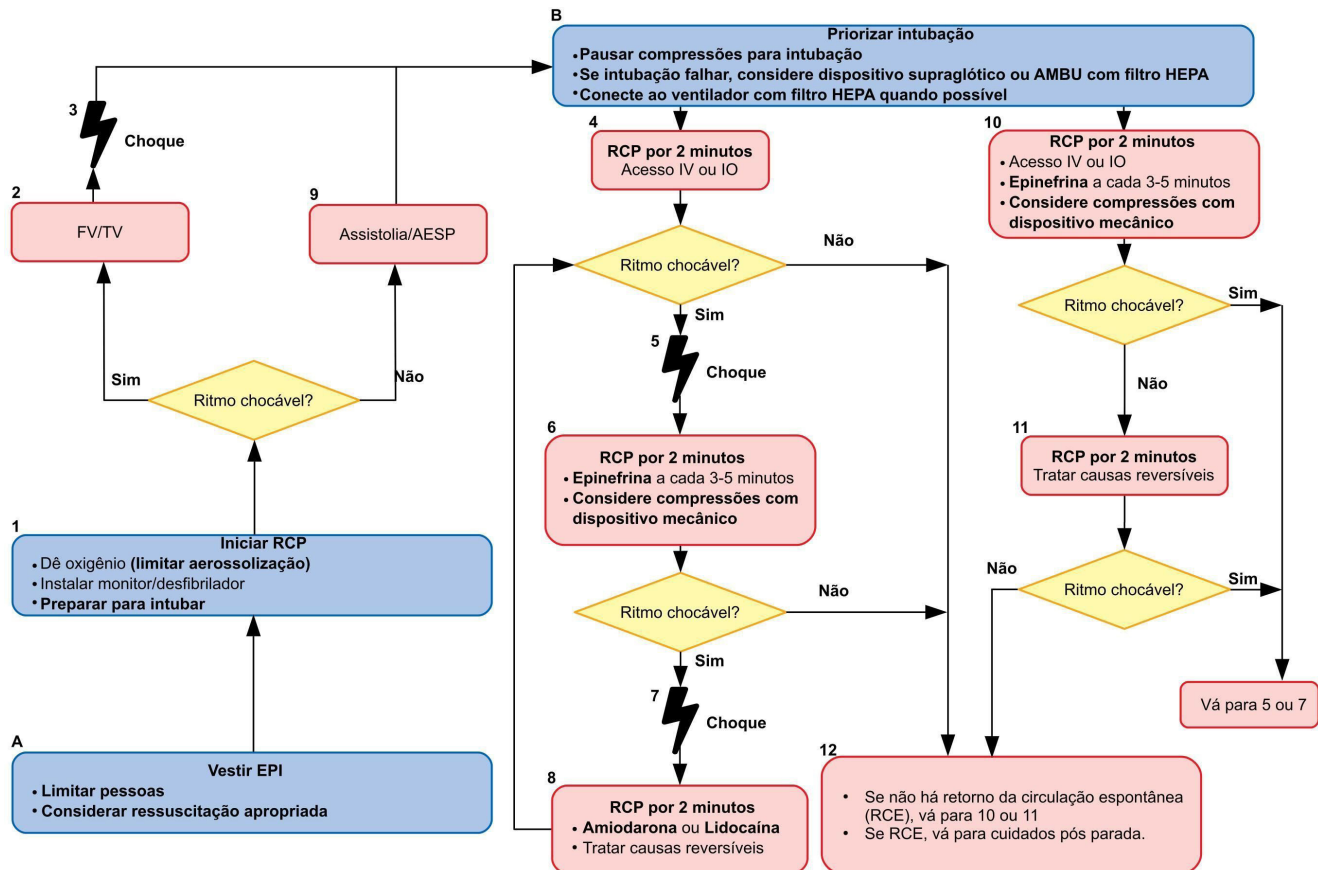 B
Priorizar intubação
• Pausar compressões para intubação
• Se intubação falhar, considere dispositivo supraglótico ou AMBU com filtro HEPA
• Conecte ao ventilador com filtro HEPA quando possível
3
Choque
2
FV/TV
9
Assistolia/AESP
Sim
Não
Ritmo chocável?
1
Iniciar RCP
• Dê oxigênio (limitar aerossolização)
• Instalar monitor/desfibrilador
• Preparar para intubar
A
Vestir EPI
• Limitar pessoas
• Considerar ressuscitação apropriada
4
RCP por 2 minutos
Acesso IV ou IO
Ritmo chocável?
Não
Sim
5
Choque
6
RCP por 2 minutos
• Epinefrina a cada 3-5 minutos
• Considere compressões com
dispositivo mecânico
Ritmo chocável?
Não
Sim
7
Choque
8
RCP por 2 minutos
• Amiodarona ou Lidocaína
• Tratar causas reversíveis
10
RCP por 2 minutos
• Acesso IV ou IO
• Epinefrina a cada 3-5 minutos
• Considere compressões com
dispositivo mecânico
Ritmo chocável?
Sim
Não
11
RCP por 2 minutos
Tratar causas reversíveis
Não
Ritmo chocável?
Sim
Vá para 5 ou 7
12
• Se não há retorno da circulação espontânea
(RCE), vá para 10 ou 11
• Se RCE, vá para cuidados pós parada.